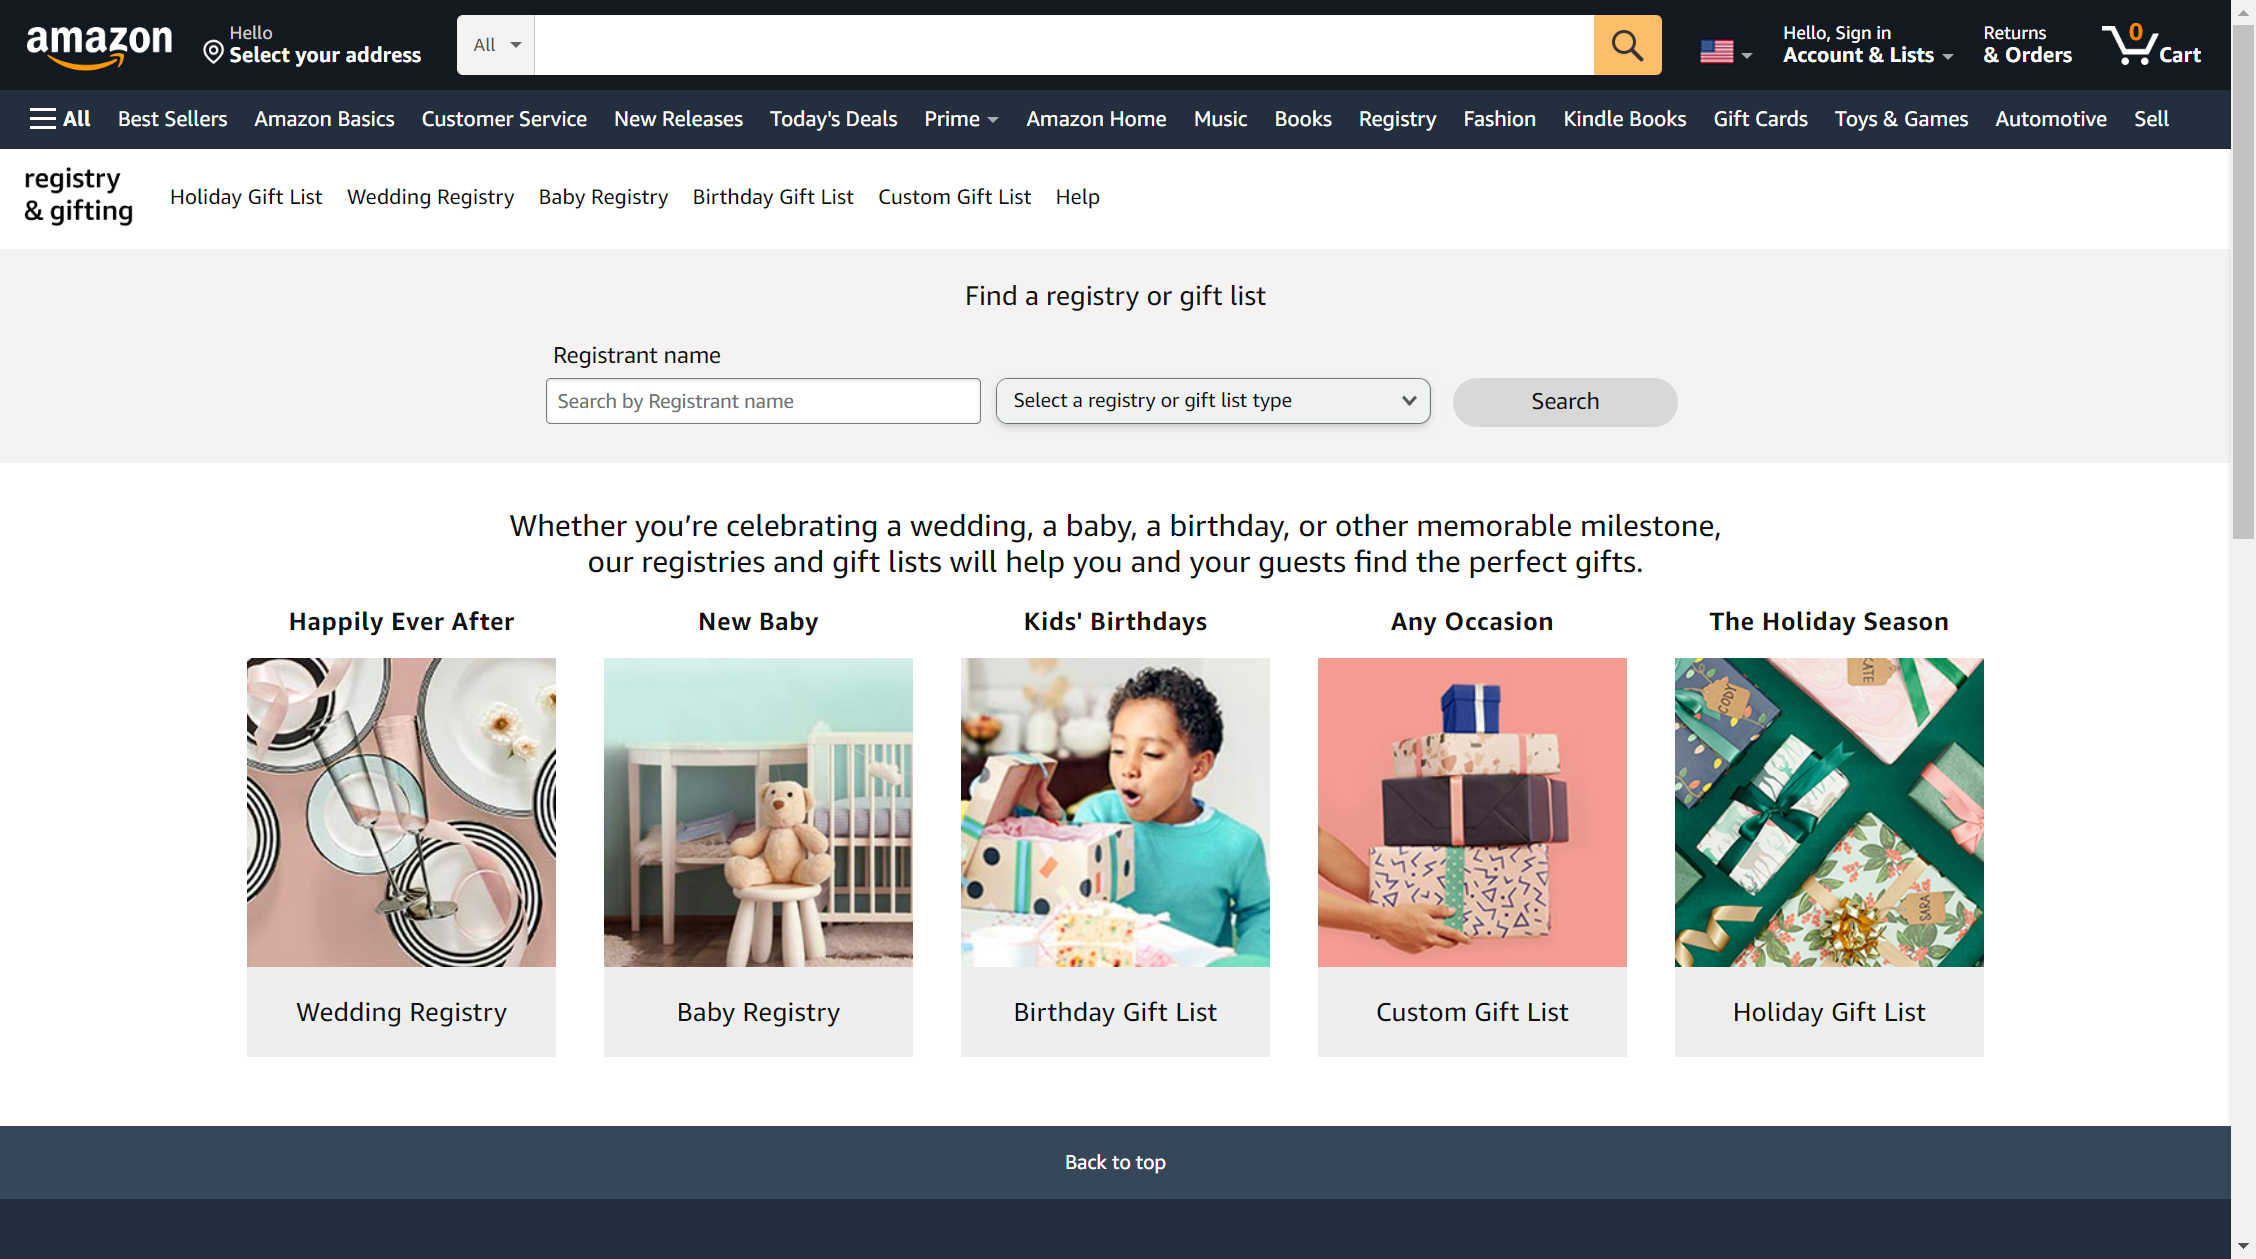 amazon
Hello
Select your address
All
Hello, Sign in
Account & Lists
Returns
& Orders
0
Cart
All
Best Sellers
Amazon Basics
Customer Service
New Releases
Today's Deals
Prime
Amazon Home
Music
Books
Registry
Fashion
Kindle Books
Gift Cards
Toys & Games
Automotive
Sell
registry
& gifting
Holiday Gift List
Wedding Registry
Baby Registry
Birthday Gift List
Custom Gift List
Help
Find a registry or gift list
Registrant name
Search by Registrant name
Select a registry or gift list type
Search
Whether you’re celebrating a wedding, a baby, a birthday, or other memorable milestone,
our registries and gift lists will help you and your guests find the perfect gifts.
Happily Ever After
New Baby
Kids' Birthdays
Any Occasion
The Holiday Season
CODY
CATE
SARA
Wedding Registry
Baby Registry
Birthday Gift List
Custom Gift List
Holiday Gift List
Back to top